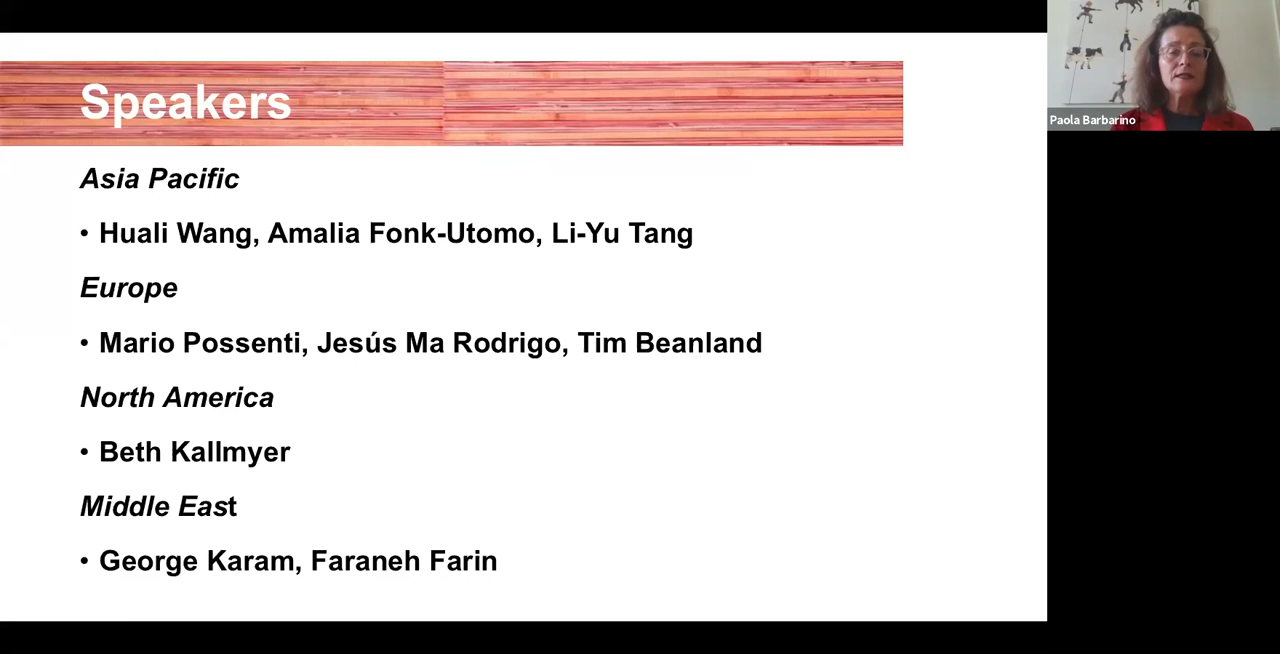 Speakers
Asia Pacific
• Huali Wang, Amalia Fonk-Utomo, Li-Yu Tang
Europe
• Mario Possenti, Jesús Ma Rodrigo, Tim Beanland
North America
• Beth Kallmyer
Middle East
• George Karam, Faraneh Farin
Paola Barbarino